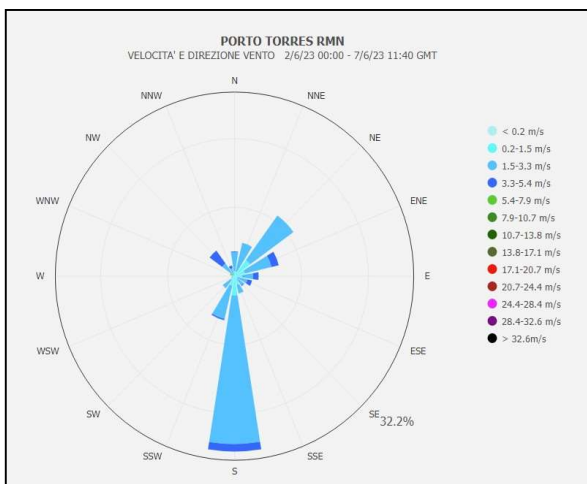 PORTO TORRES RMN
VELOCITA' E DIREZIONE VENTO 2/6/23 00:00 - 7/6/23 11:40 GMT
N
NNE
NE
ENE
E
ESE
SE
32.2%
SSE
S
SSW
SW
WSW
W
WNW
NW
NNW
< 0.2 m/s
0.2-1.5 m/s
1.5-3.3 m/s
3.3-5.4 m/s
5.4-7.9 m/s
7.9-10.7 m/s
10.7-13.8 m/s
13.8-17.1 m/s
17.1-20.7 m/s
20.7-24.4 m/s
24.4-28.4 m/s
28.4-32.6 m/s
> 32.6m/s